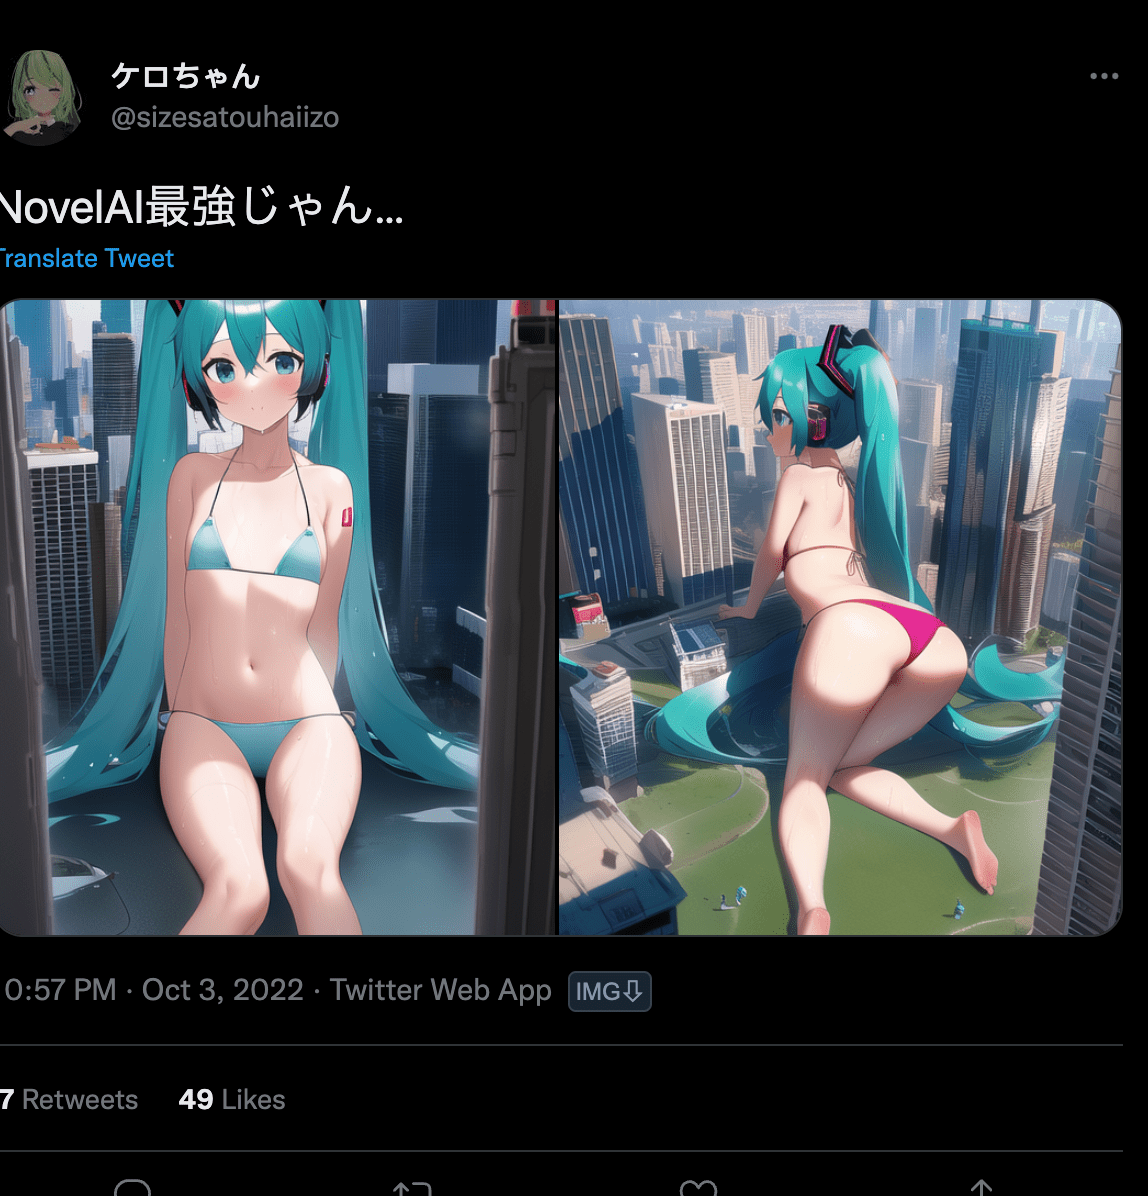 ケロちゃん
@sizesatouhaiizo
NovelAI最強じゃん...
Translate Tweet
0:57 PM · Oct 3, 2022 · Twitter Web App IMG
7 Retweets 49 Likes